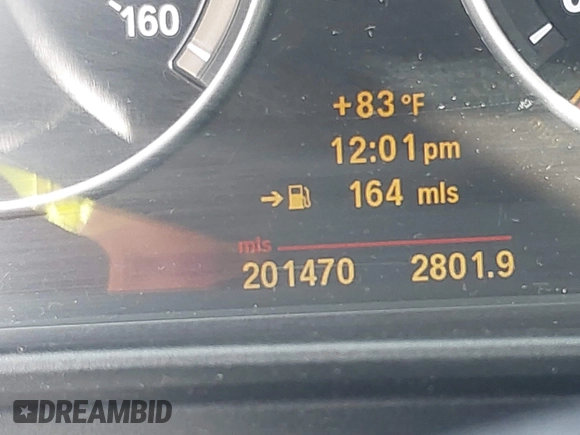 160
+83 °F
12:01 pm
→ 164 mls
mls
201470 2801.9
DREAMBID